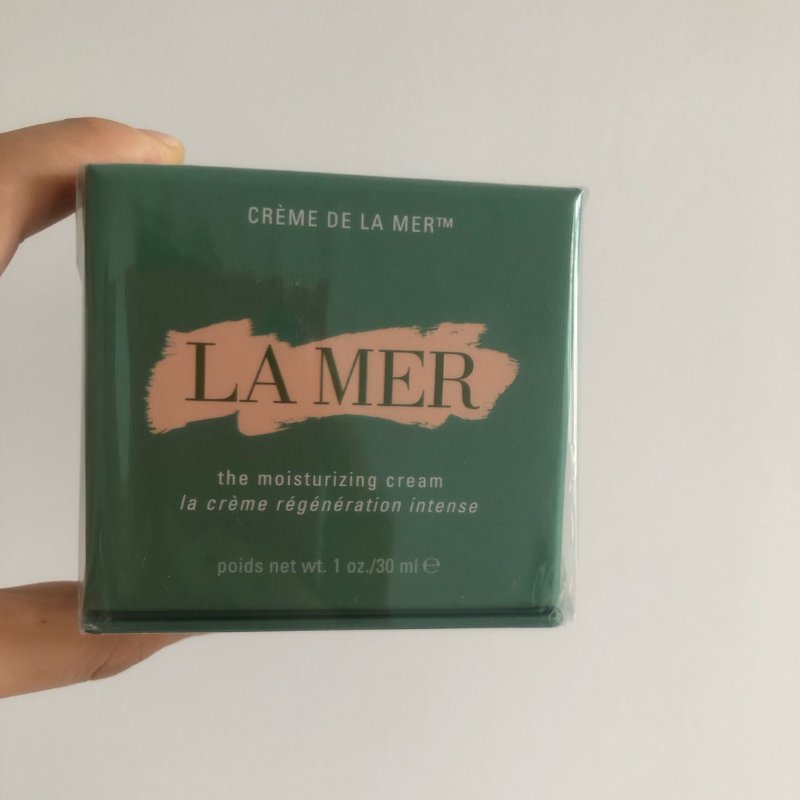 CRÈME DE LA MER™
LA MER
the moisturizing cream
la crème régénération intense
poids net wt. 1 oz./30 ml ℮